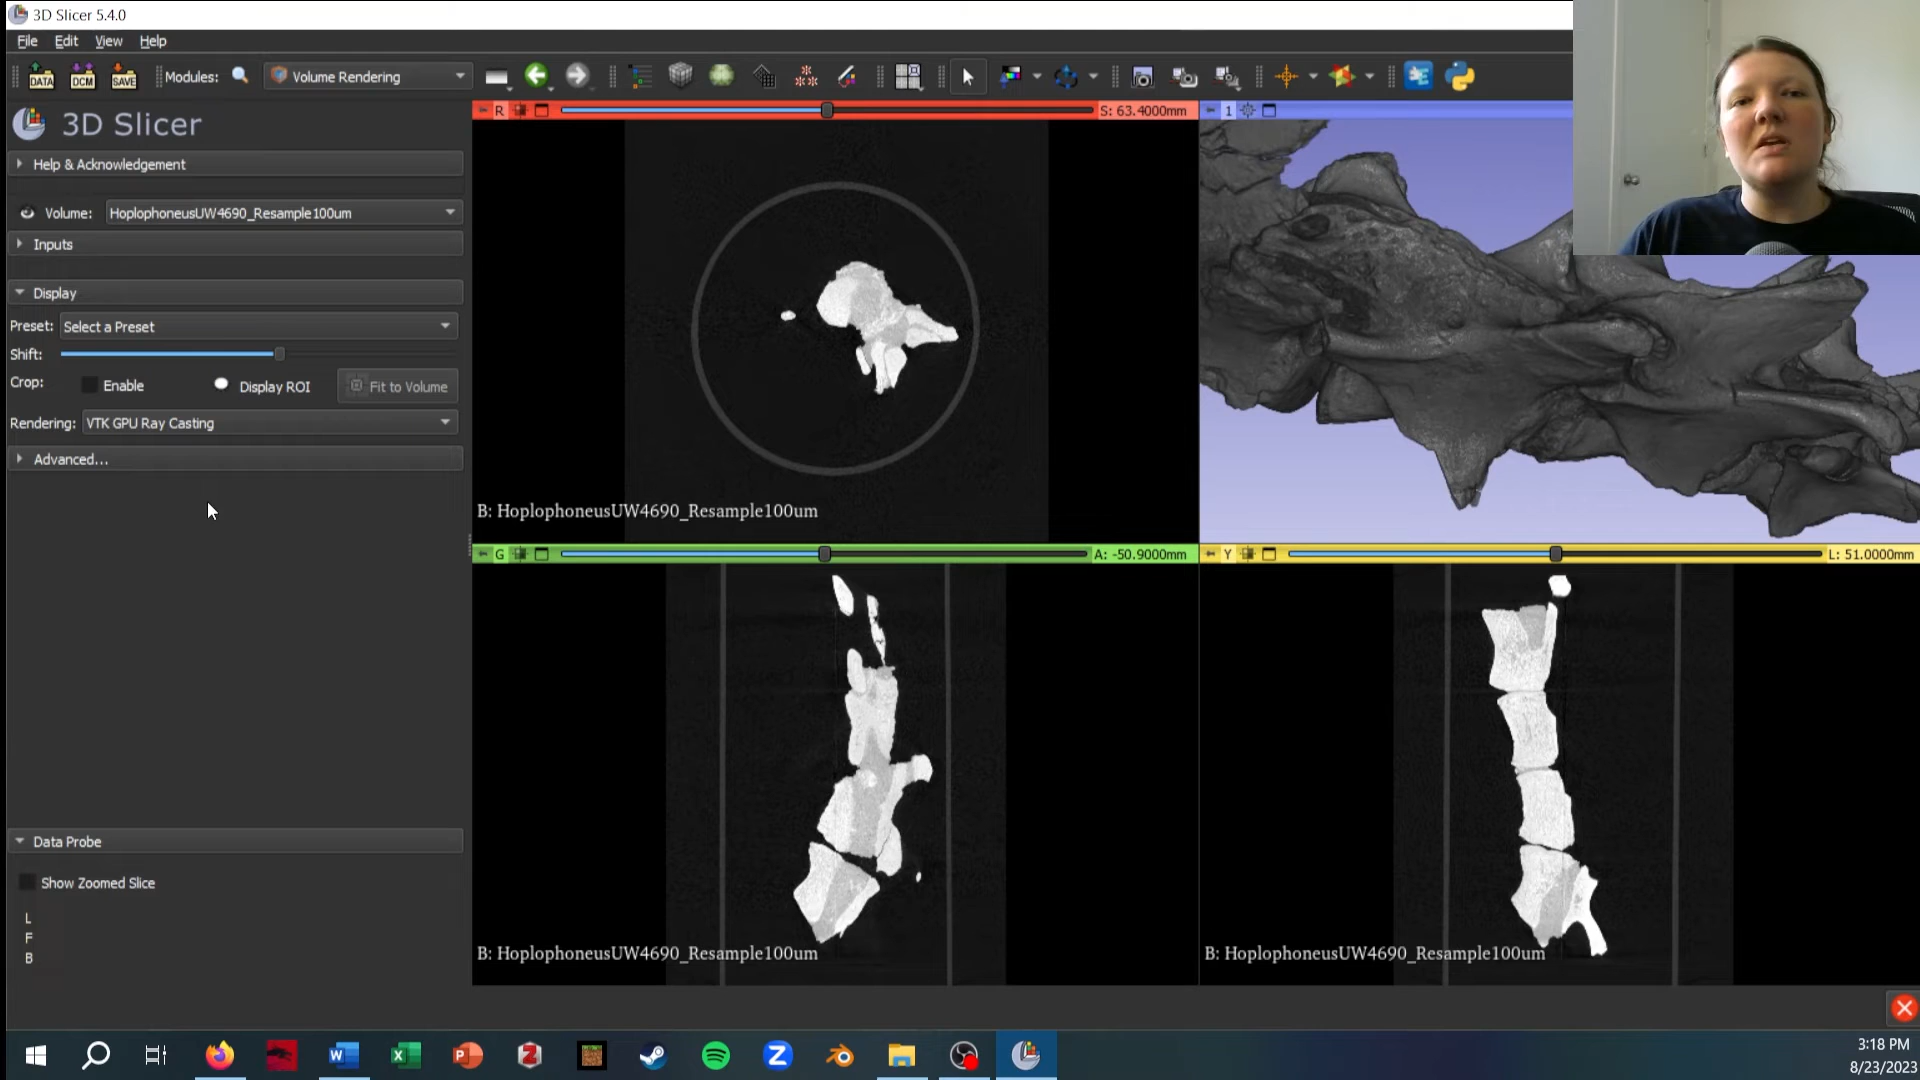 3D Slicer 5.4.0
File Edit View Help
DATA DCM SAVE Modules: Volume Rendering
3D Slicer
Help & Acknowledgement
Volume: HoplophoneusUW4690_Resample100um
Inputs
Display
Preset: Select a Preset
Shift:
Crop: Enable Display ROI Fit to Volume
Rendering: VTK GPU Ray Casting
Advanced...
Data Probe
Show Zoomed Slice
L
F
B
R S: 63.4000mm
B: HoplophoneusUW4690_Resample100um
1
G A: -50.9000mm
B: HoplophoneusUW4690_Resample100um
Y L: 51.0000mm
B: HoplophoneusUW4690_Resample100um
3:18 PM
8/23/2023